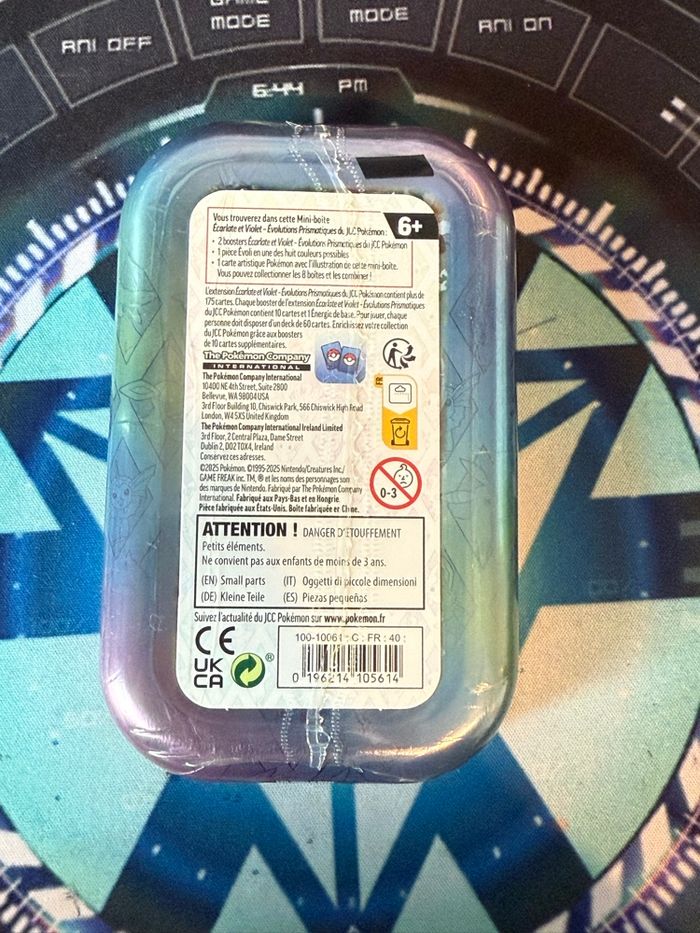 GAME
MODE
MODE
ANI OFF
ANI ON
6:44 PM
6+
Vous trouverez dans cette Mini-boîte
Écarlate et Violet - Évolutions Prismatiques du JCC Pokémon :
• 2 boosters Écarlate et Violet - Évolutions Prismatiques du JCC Pokémon
• 1 pièce Évoli en une des huit couleurs possibles
• 1 carte artistique Pokémon avec l'illustration de cette mini-boîte.
Vous pouvez collectionner les 8 boîtes et les combiner !
L'extension Écarlate et Violet - Évolutions Prismatiques du JCC Pokémon contient plus de
175 cartes. Chaque booster de l'extension Écarlate et Violet - Évolutions Prismatiques
du JCC Pokémon contient 10 cartes et 1 Énergie de base. Pour jouer, chaque
personne doit disposer d'un deck de 60 cartes. Enrichissez votre collection
du JCC Pokémon grâce aux boosters
de 10 cartes supplémentaires.
The Pokémon Company
INTERNATIONAL
The Pokémon Company International
10400 NE 4th Street, Suite 2800
Bellevue, WA 98004 USA
3rd Floor Building 10, Chiswick Park, 566 Chiswick High Road
London, W4 5XS United Kingdom
The Pokémon Company International Ireland Limited
3rd Floor, 2 Central Plaza, Dame Street
Dublin 2, D02 T0X4, Ireland
Conservez ces adresses.
FR
©2025 Pokémon. ©1995-2025 Nintendo/Creatures Inc./
GAME FREAK inc. TM, ® et les noms des personnages sont
des marques de Nintendo. Fabriqué par The Pokémon Company
International. Fabriqué aux Pays-Bas et en Hongrie.
Pièce fabriquée aux États-Unis. Boîte fabriquée en Chine.
0-3
ATTENTION ! DANGER D'ÉTOUFFEMENT
Petits éléments.
Ne convient pas aux enfants de moins de 3 ans.
(EN) Small parts (IT) Oggetti di piccole dimensioni
(DE) Kleine Teile (ES) Piezas pequeñas
Suivez l'actualité du JCC Pokémon sur www.pokemon.fr
CE
UK
CA
®
100-10061 : C : FR : 40 :
0 196214 105614